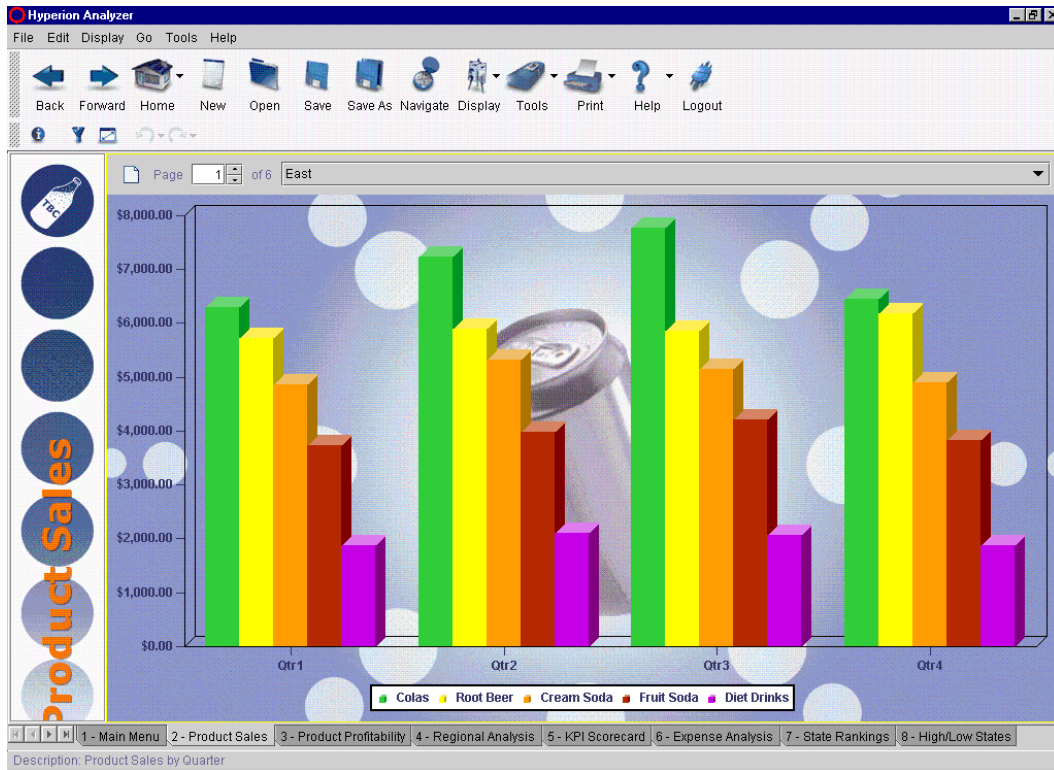 Hyperion Analyzer
File Edit Display Go Tools Help
Back Forward Home New Open Save Save As Navigate Display Tools Print Help Logout
TBC
Product Sales
Page 1 of 6 East
$8,000.00
$7,000.00
$6,000.00
$5,000.00
$4,000.00
$3,000.00
$2,000.00
$1,000.00
$0.00
Qtr1 Qtr2 Qtr3 Qtr4
Colas Root Beer Cream Soda Fruit Soda Diet Drinks
1 - Main Menu 2 - Product Sales 3 - Product Profitability 4 - Regional Analysis 5 - KPI Scorecard 6 - Expense Analysis 7 - State Rankings 8 - High/Low States
Description: Product Sales by Quarter